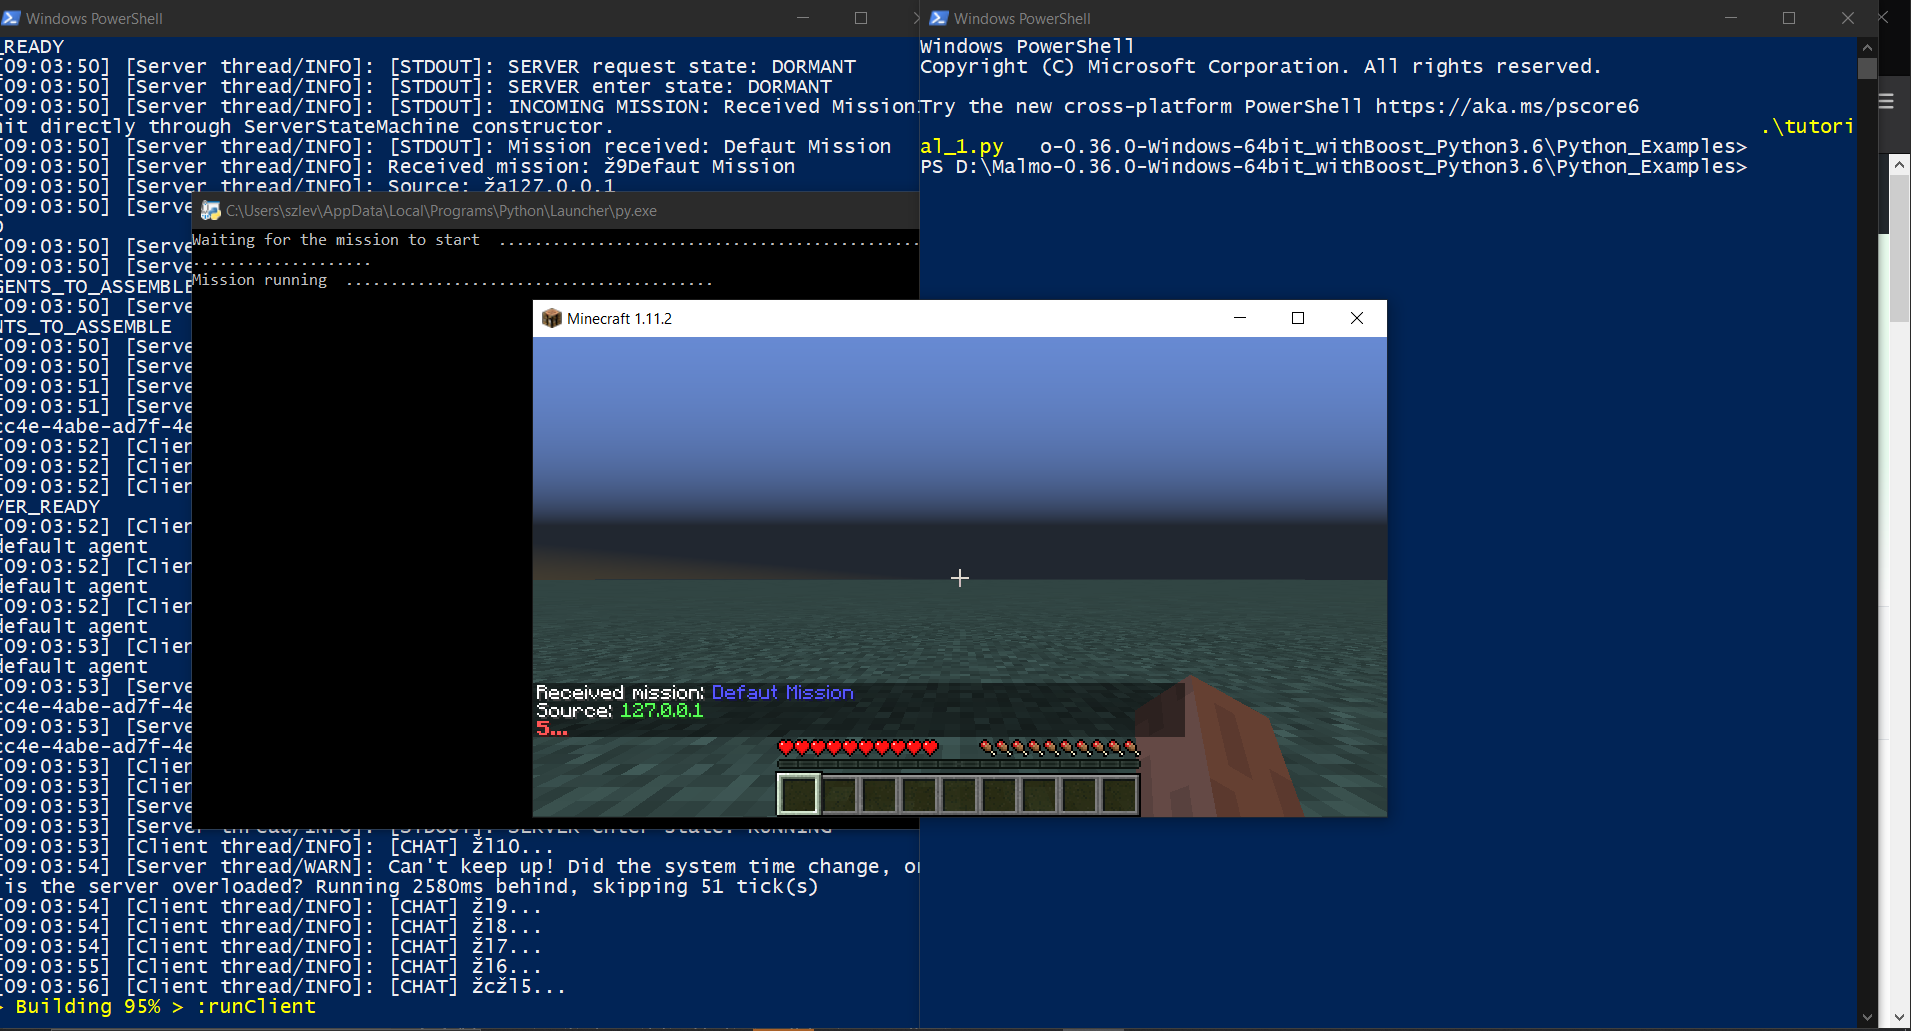 Windows PowerShell
_READY
[09:03:50] [Server thread/INFO]: [STDOUT]: SERVER request state: DORMANT
[09:03:50] [Server thread/INFO]: [STDOUT]: SERVER enter state: DORMANT
[09:03:50] [Server thread/INFO]: [STDOUT]: INCOMING MISSION: Received Mission
nit directly through ServerStateMachine constructor.
[09:03:50] [Server thread/INFO]: [STDOUT]: Mission received: Defaut Mission
[09:03:50] [Server thread/INFO]: Received mission: ž9Defaut Mission
[09:03:50] [Server thread/INFO]: Source: ža127.0.0.1
[09:03:50] [Serve
[09:03:50] [Serve
[09:03:50] [Serve
GENTS_TO_ASSEMBLE
[09:03:50] [Serve
NTS_TO_ASSEMBLE
[09:03:50] [Serve
[09:03:50] [Serve
[09:03:51] [Serve
[09:03:51] [Serve
cc4e-4abe-ad7f-4e
[09:03:52] [Clien
[09:03:52] [Clien
[09:03:52] [Clien
VER_READY
[09:03:52] [Clien
default agent
[09:03:52] [Clien
default agent
[09:03:52] [Clien
default agent
[09:03:53] [Clien
default agent
[09:03:53] [Serve
cc4e-4abe-ad7f-4e
[09:03:53] [Serve
cc4e-4abe-ad7f-4e
[09:03:53] [Clien
[09:03:53] [Clien
[09:03:53] [Serve
[09:03:53] [Server thread/INFO]: [STDOUT]: SERVER enter state: RUNNING
[09:03:53] [Client thread/INFO]: [CHAT] žl10...
[09:03:54] [Server thread/WARN]: Can't keep up! Did the system time change, or
is the server overloaded? Running 2580ms behind, skipping 51 tick(s)
[09:03:54] [Client thread/INFO]: [CHAT] žl9...
[09:03:54] [Client thread/INFO]: [CHAT] žl8...
[09:03:54] [Client thread/INFO]: [CHAT] žl7...
[09:03:55] [Client thread/INFO]: [CHAT] žl6...
[09:03:56] [Client thread/INFO]: [CHAT] žcžl5...
> Building 95% > :runClient
C:\Users\szlev\AppData\Local\Programs\Python\Launcher\py.exe
Waiting for the mission to start ...............................................
....................
Mission running .........................................
Minecraft 1.11.2
Received mission: Defaut Mission
Source: 127.0.0.1
5...
Windows PowerShell
Windows PowerShell
Copyright (C) Microsoft Corporation. All rights reserved.
Try the new cross-platform PowerShell https://aka.ms/pscore6
.\tutori
al_1.py o-0.36.0-Windows-64bit_withBoost_Python3.6\Python_Examples>
PS D:\Malmo-0.36.0-Windows-64bit_withBoost_Python3.6\Python_Examples>